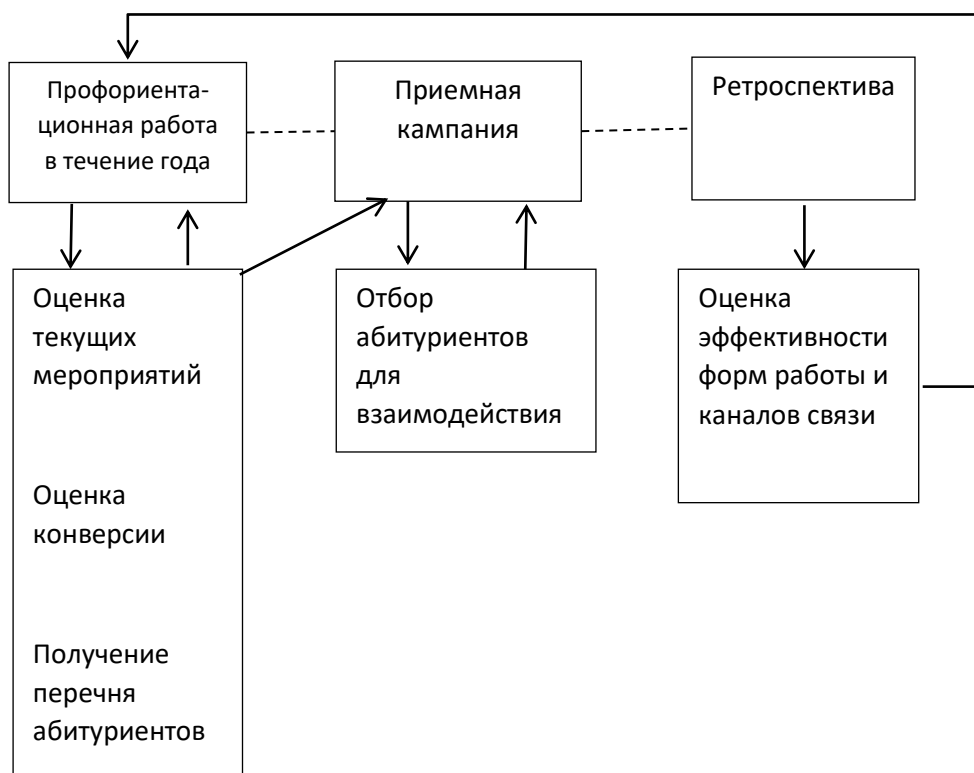 Профориента-
ционная работа
в течение года
Приемная
кампания
Ретроспектива
Оценка
текущих
мероприятий
Оценка
конверсии
Получение
перечня
абитуриентов
Отбор
абитуриентов
для
взаимодействия
Оценка
эффективности
форм работы и
каналов связи